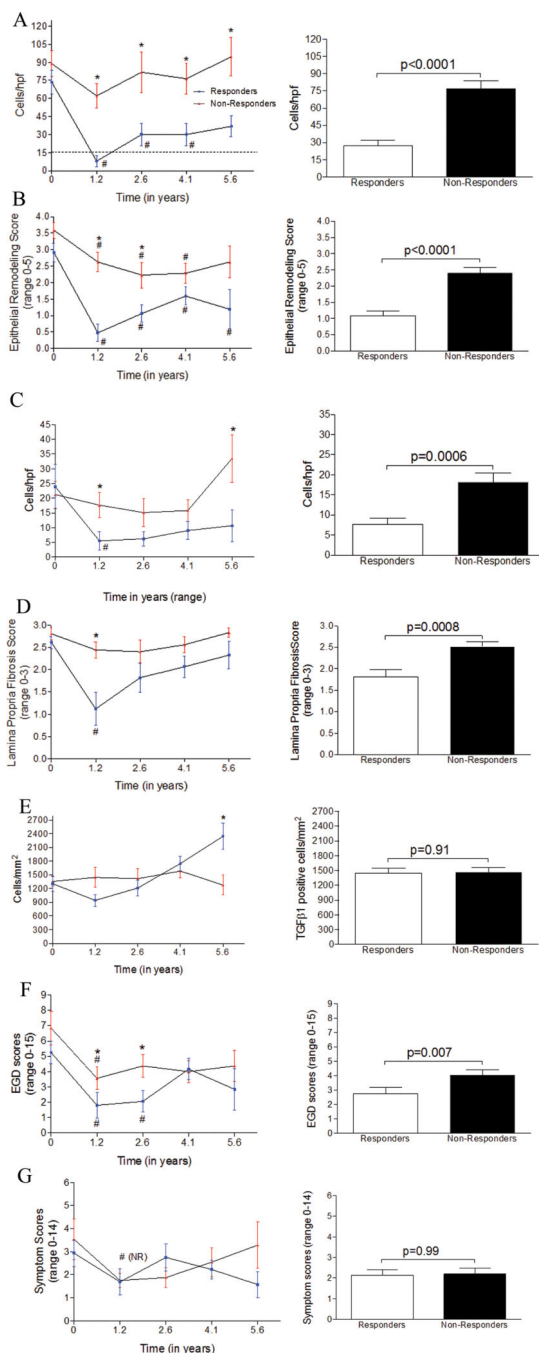 A
Cells/hpf
120
105
90
75
60
45
30
15
0
* * * *
Responders
Non-Responders
# # #
0 1.2 2.6 4.1 5.6
Time (in years)
Cells/hpf
120
105
90
75
60
45
30
15
0
p<0.0001
Responders Non-Responders
B
Epithelial Remodeling Score
(range 0-5)
4.0
3.5
3.0
2.5
2.0
1.5
1.0
0.5
0.0
* *
# # #
# # # #
0 1.2 2.6 4.1 5.6
Time (in years)
Epithelial Remodeling Score
(range 0-5)
4.0
3.5
3.0
2.5
2.0
1.5
1.0
0.5
0.0
p<0.0001
Responders Non-Responders
C
Cells/hpf
45
40
35
30
25
20
15
10
5
0
* *
#
0 1.2 2.6 4.1 5.6
Time in years (range)
Cells/hpf
35
30
25
20
15
10
5
0
p=0.0006
Responders Non-Responders
D
Lamina Propria Fibrosis Score
(range 0-3)
3.0
2.5
2.0
1.5
1.0
0.5
0
*
#
0 1.2 2.6 4.1 5.6
Time (in years)
Lamina Propria FibrosisScore
(range 0-3)
3.0
2.5
2.0
1.5
1.0
0.5
0.0
p=0.0008
Responders Non-Responders
E
Cells/mm2
2700
2400
2100
1800
1500
1200
900
600
300
0
*
0 1.2 2.6 4.1 5.6
Time (in years)
TGFβ1 positive cells/mm2
2700
2400
2100
1800
1500
1200
900
600
300
0
p=0.91
Responders Non-Responders
F
EGD scores
(range 0-15)
9
8
7
6
5
4
3
2
1
0
* *
#
# #
0 1.2 2.6 4.1 5.6
Time (in years)
EGD scores (range 0-15)
9
8
7
6
5
4
3
2
1
0
p=0.007
Responders Non-Responders
G
Symptom Scores
(range 0-14)
6
5
4
3
2
1
0
# (NR)
0 1.2 2.6 4.1 5.6
Time (in years)
Symptom scores (range 0-14)
6
5
4
3
2
1
0
p=0.99
Responders Non-Responders